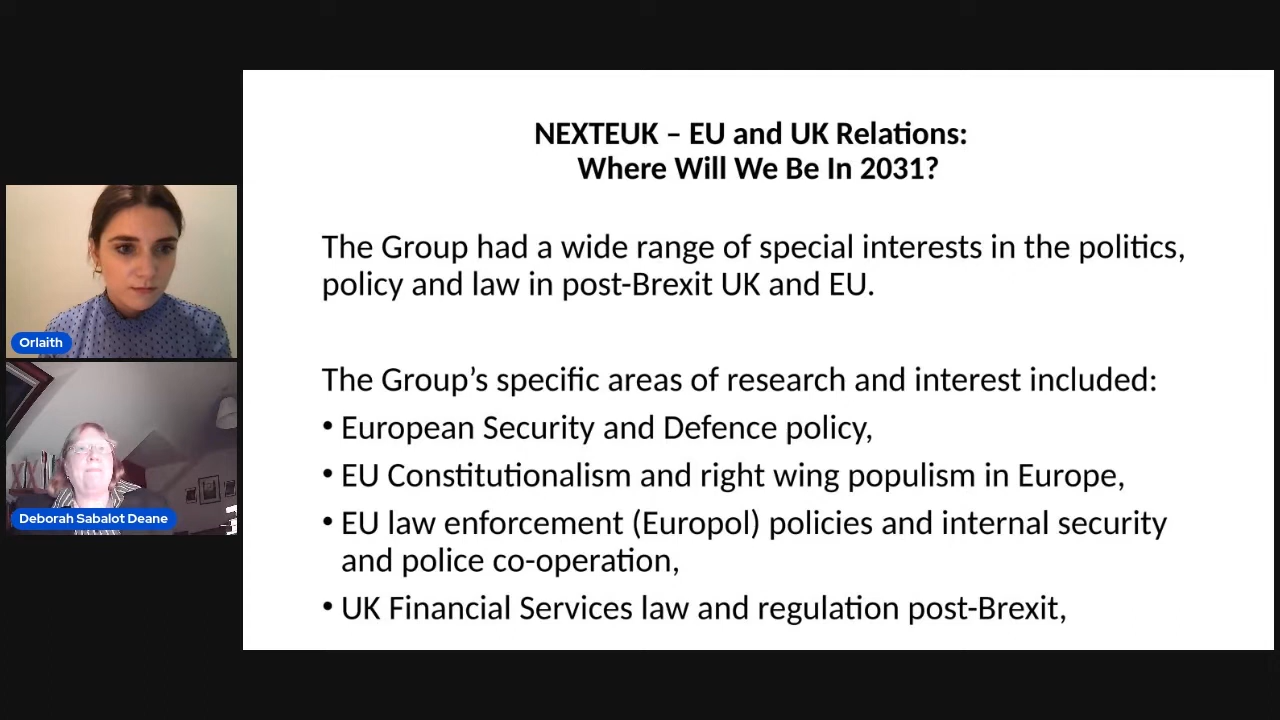 NEXTEUK – EU and UK Relations:
Where Will We Be In 2031?
The Group had a wide range of special interests in the politics,
policy and law in post-Brexit UK and EU.
The Group’s specific areas of research and interest included:
• European Security and Defence policy,
• EU Constitutionalism and right wing populism in Europe,
• EU law enforcement (Europol) policies and internal security
and police co-operation,
• UK Financial Services law and regulation post-Brexit,
Orlaith
Deborah Sabalot Deane